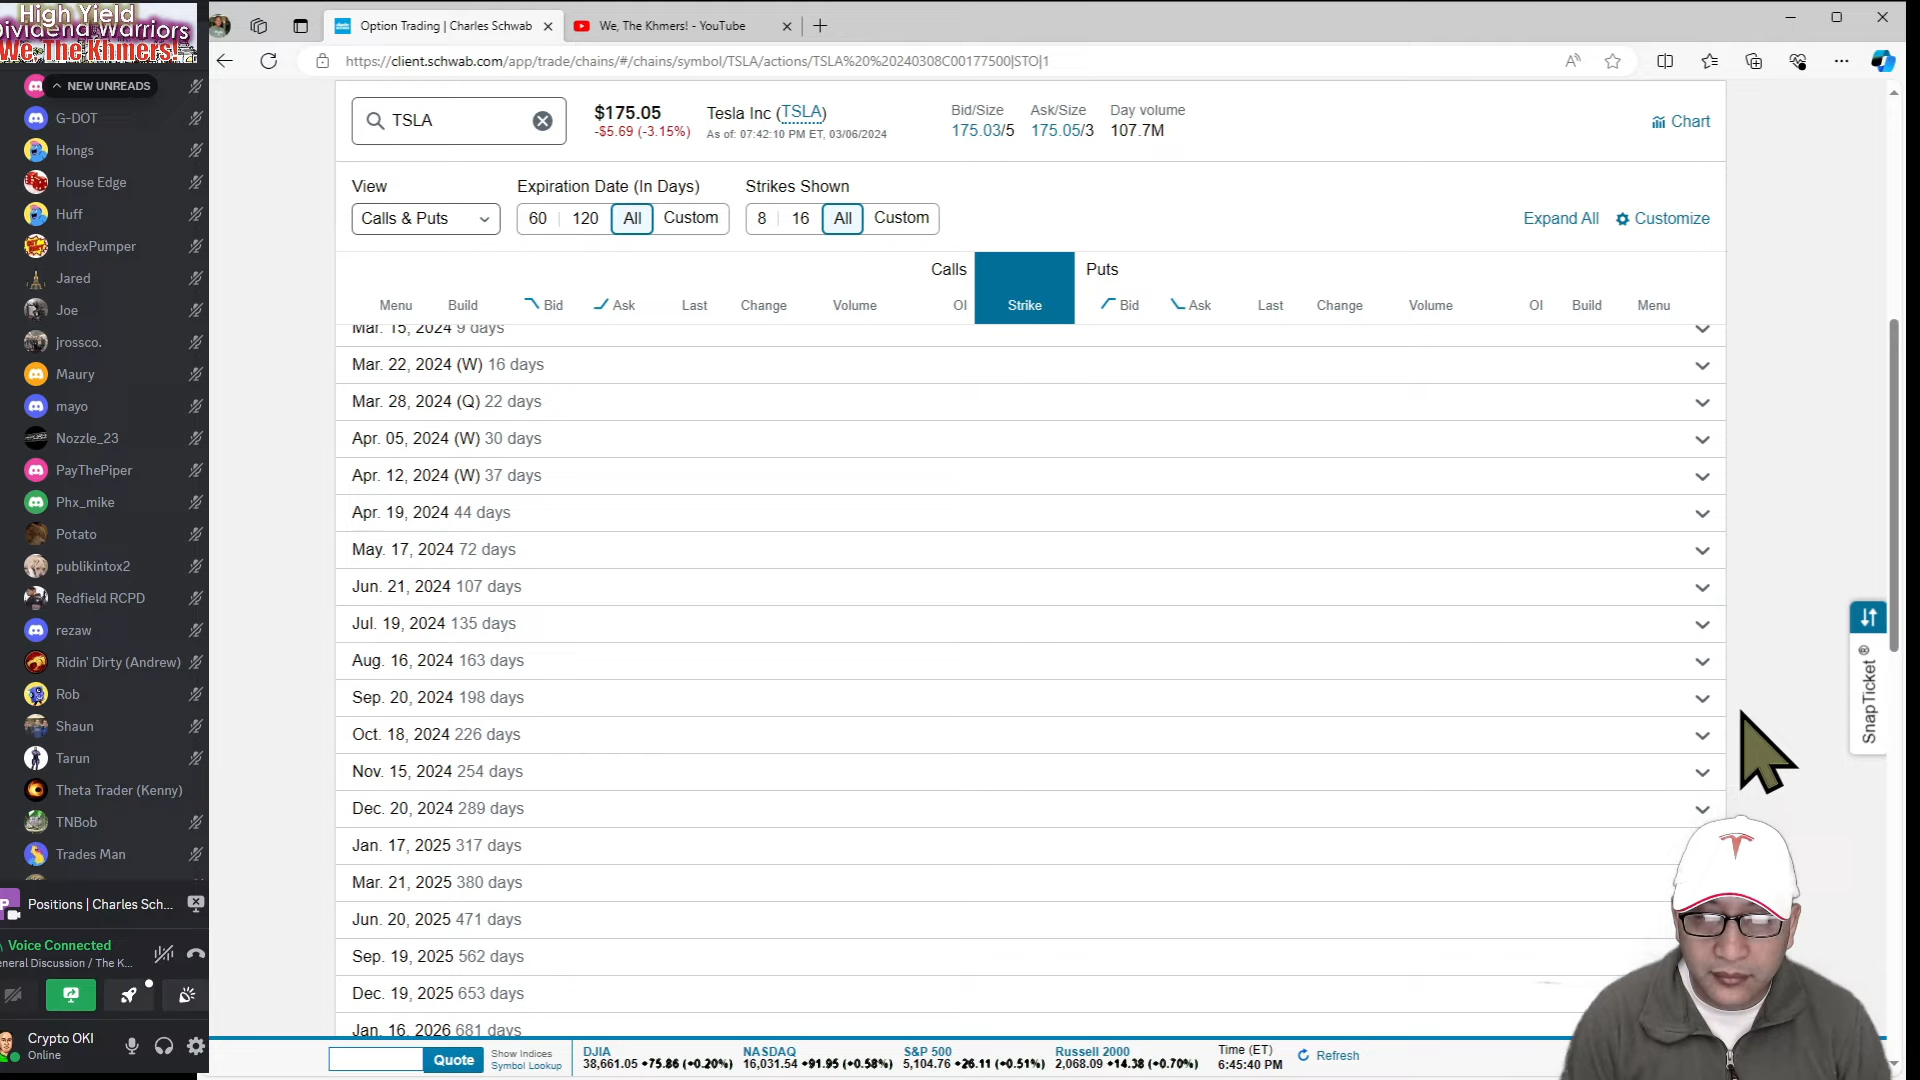 High Yield
Dividend Warriors
We, The Khmers!
NEW UNREADS
G-DOT
Hongs
House Edge
Huff
IndexPumper
Jared
Joe
jrossco.
Maury
mayo
Nozzle_23
PayThePiper
Phx_mike
Potato
publikintox2
Redfield RCPD
rezaw
Ridin' Dirty (Andrew)
Rob
Shaun
Tarun
Theta Trader (Kenny)
TNBob
Trades Man
Positions | Charles Sch...
Voice Connected
eneral Discussion / The K...
Crypto OKI
Online
Option Trading | Charles Schwab
We, The Khmers! - YouTube
https://client.schwab.com/app/trade/chains/#/chains/symbol/TSLA/actions/TSLA%20%20240308C00177500|STO|1
TSLA
$175.05
-$5.69 (-3.15%)
Tesla Inc (TSLA)
As of: 07:42:10 PM ET, 03/06/2024
Bid/Size
175.03/5
Ask/Size
175.05/3
Day volume
107.7M
Chart
View
Calls & Puts
Expiration Date (In Days)
60 120 All Custom
Strikes Shown
8 16 All Custom
Expand All
Customize
Calls Puts
Menu Build Bid Ask Last Change Volume OI Strike Bid Ask Last Change Volume OI Build Menu
Mar. 15, 2024 9 days
Mar. 22, 2024 (W) 16 days
Mar. 28, 2024 (Q) 22 days
Apr. 05, 2024 (W) 30 days
Apr. 12, 2024 (W) 37 days
Apr. 19, 2024 44 days
May. 17, 2024 72 days
Jun. 21, 2024 107 days
Jul. 19, 2024 135 days
Aug. 16, 2024 163 days
Sep. 20, 2024 198 days
Oct. 18, 2024 226 days
Nov. 15, 2024 254 days
Dec. 20, 2024 289 days
Jan. 17, 2025 317 days
Mar. 21, 2025 380 days
Jun. 20, 2025 471 days
Sep. 19, 2025 562 days
Dec. 19, 2025 653 days
Jan. 16, 2026 681 days
SnapTicket®
Quote
Show Indices
Symbol Lookup
DJIA
38,661.05 +75.86 (+0.20%)
NASDAQ
16,031.54 +91.95 (+0.58%)
S&P 500
5,104.76 +26.11 (+0.51%)
Russell 2000
2,068.09 +14.38 (+0.70%)
Time (ET)
6:45:40 PM
Refresh